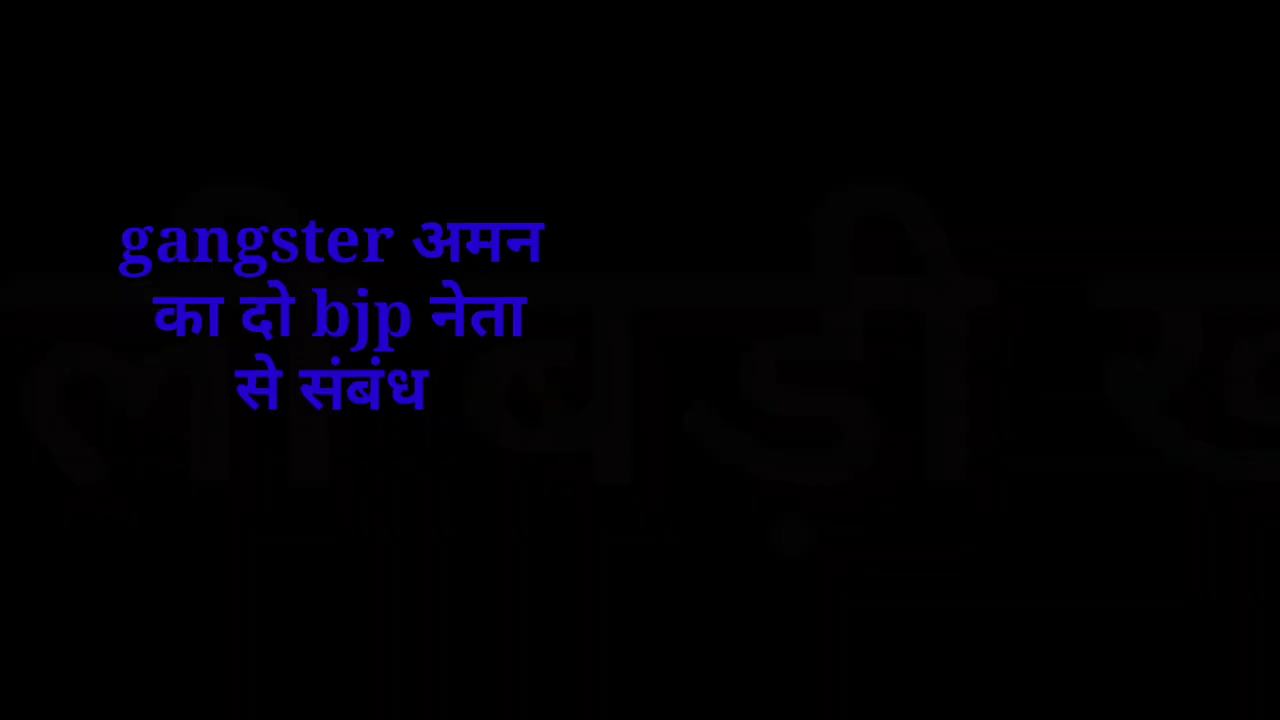 gangster अमन
का दो bjp नेता
से संबंध